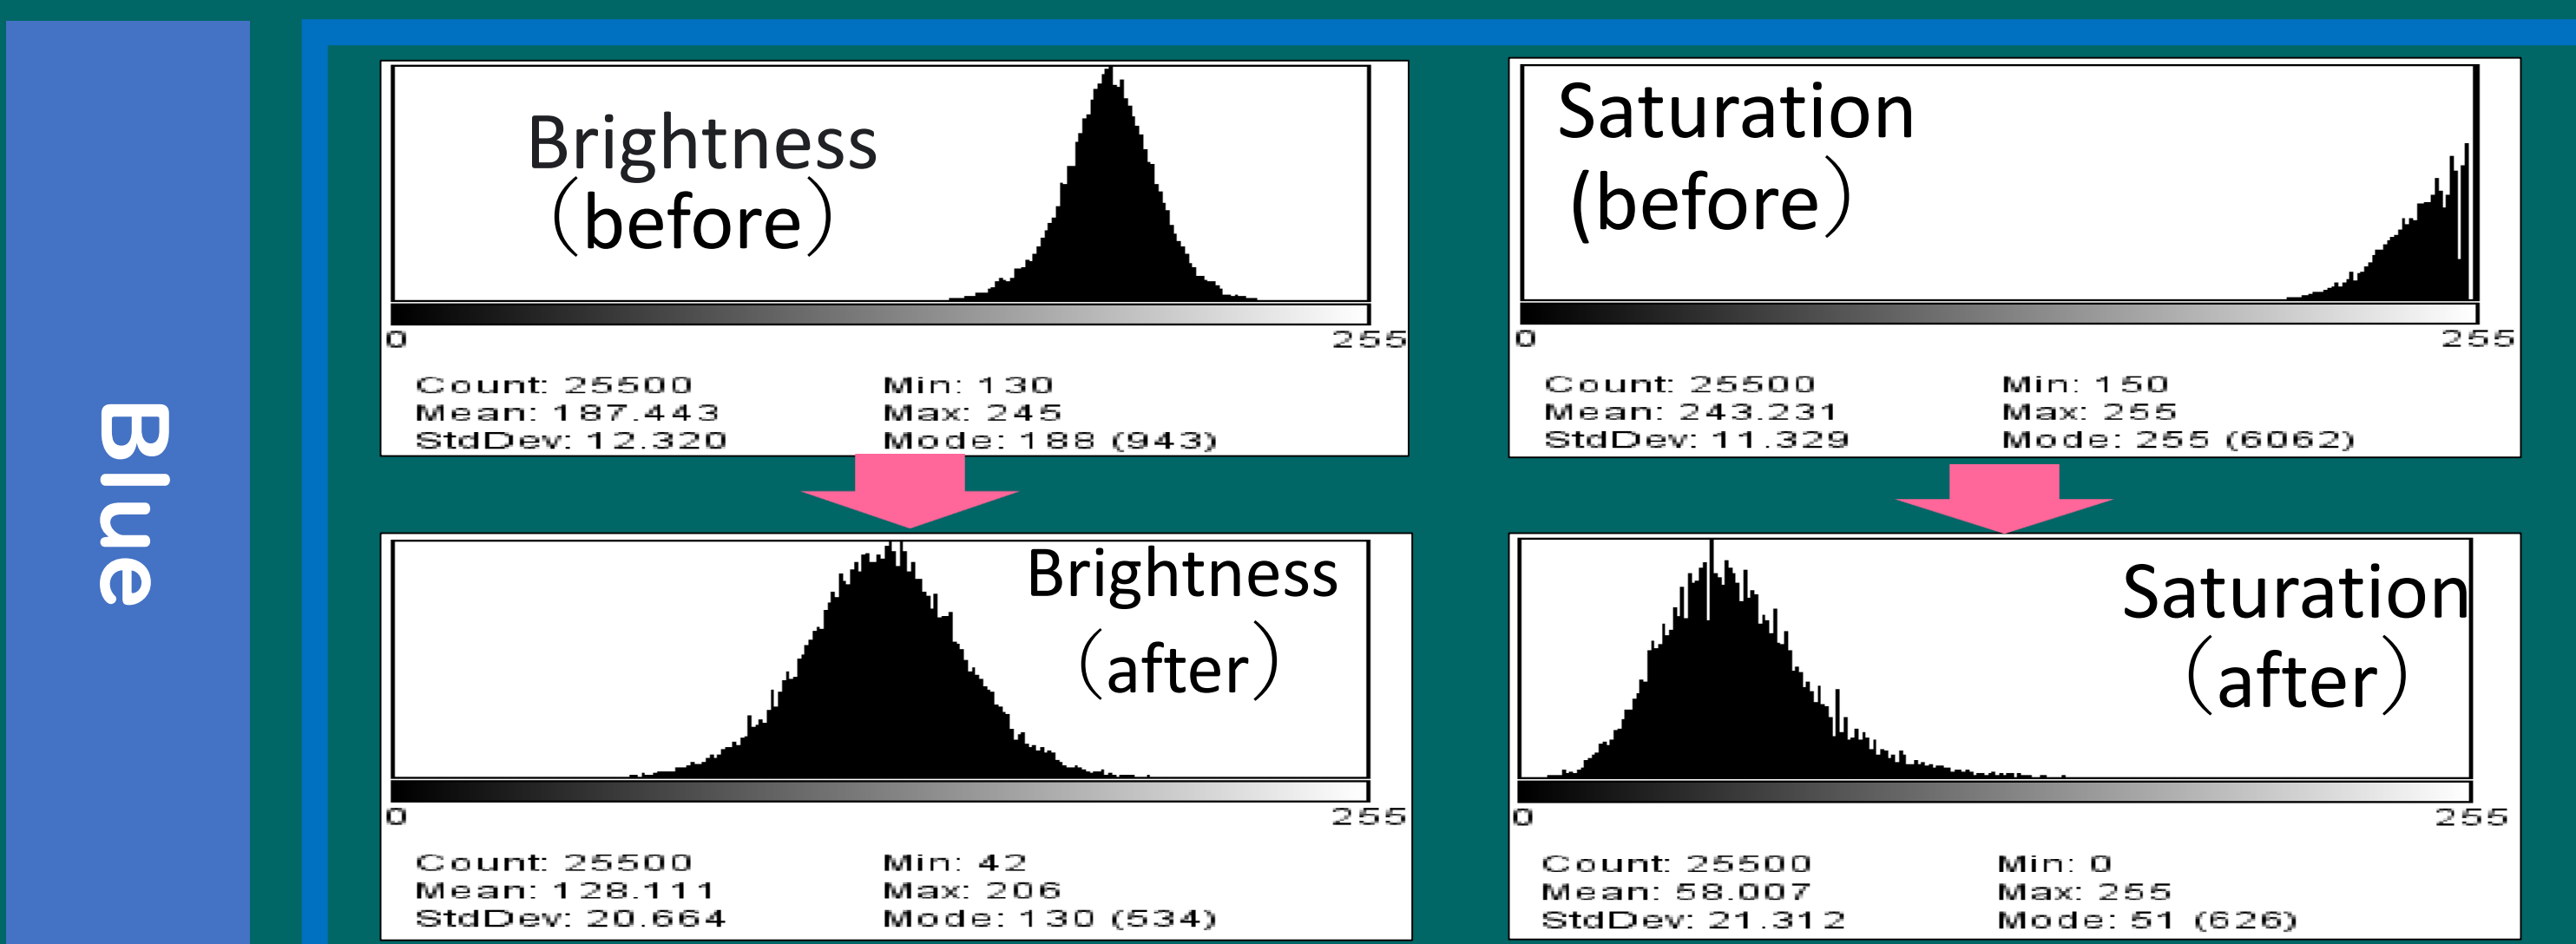 Blue
Brightness
（before）
0 255
Count: 25500 Min: 130
Mean: 187.443 Max: 245
StdDev: 12.320 Mode: 188 (943)
Saturation
(before）
0 255
Count: 25500 Min: 150
Mean: 243.231 Max: 255
StdDev: 11.329 Mode: 255 (6062)
Brightness
（after）
0 255
Count: 25500 Min: 42
Mean: 128.111 Max: 206
StdDev: 20.664 Mode: 130 (534)
Saturation
（after）
0 255
Count: 25500 Min: 0
Mean: 58.007 Max: 255
StdDev: 21.312 Mode: 51 (626)